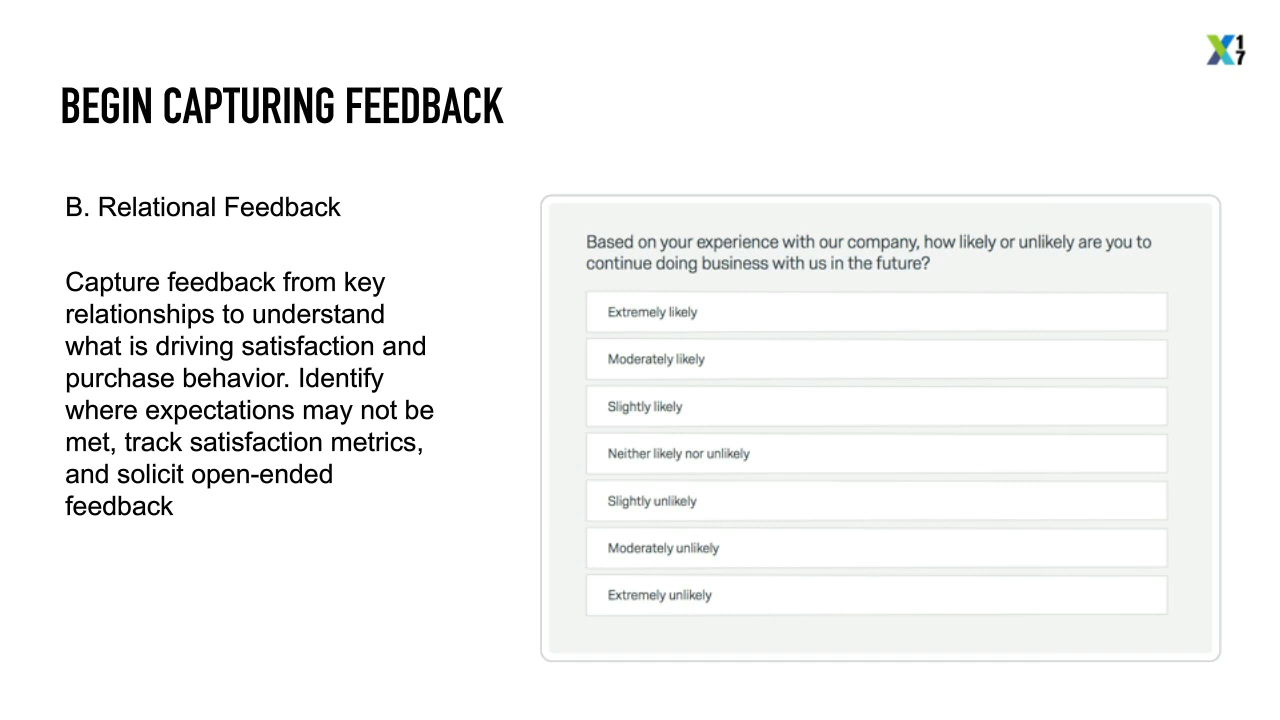 X17
BEGIN CAPTURING FEEDBACK
B. Relational Feedback
Capture feedback from key
relationships to understand
what is driving satisfaction and
purchase behavior. Identify
where expectations may not be
met, track satisfaction metrics,
and solicit open-ended
feedback
Based on your experience with our company, how likely or unlikely are you to
continue doing business with us in the future?
Extremely likely
Moderately likely
Slightly likely
Neither likely nor unlikely
Slightly unlikely
Moderately unlikely
Extremely unlikely